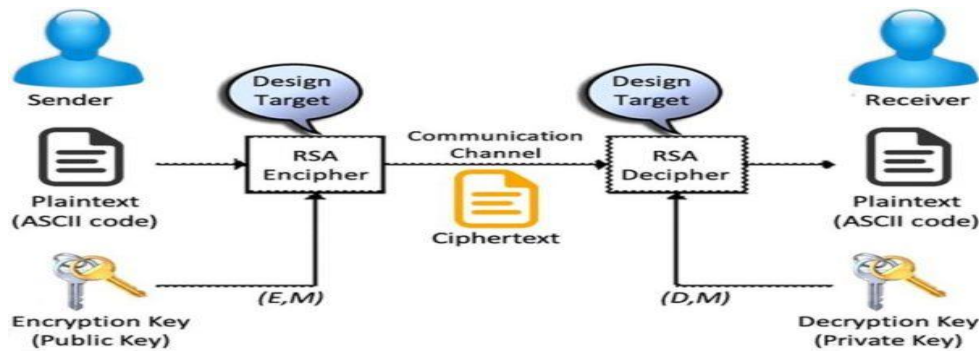 Sender
Design
Target
Design
Target
Receiver
RSA
Encipher
Communication
Channel
RSA
Decipher
Plaintext
(ASCII code)
Ciphertext
Plaintext
(ASCII code)
(E,M)
(D,M)
Encryption Key
(Public Key)
Decryption Key
(Private Key)